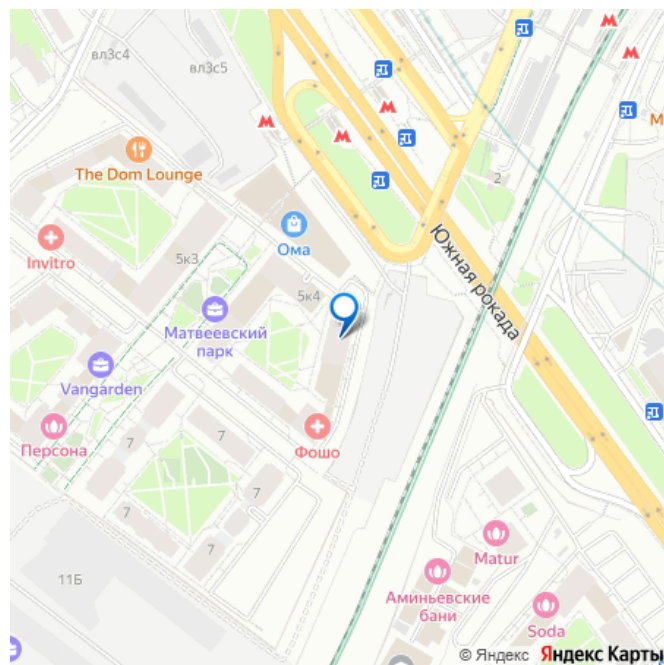 вл3с4
вл3с5
The Dom Lounge
2
Invitro
5к3
Ома
Южная рокада
5к4
Матвеевский
парк
Vangarden
Персона
7
7
7
7
Фошо
11Б
Matur
Аминьевские
бани
Soda
М
© Яндекс Яндекс Карты